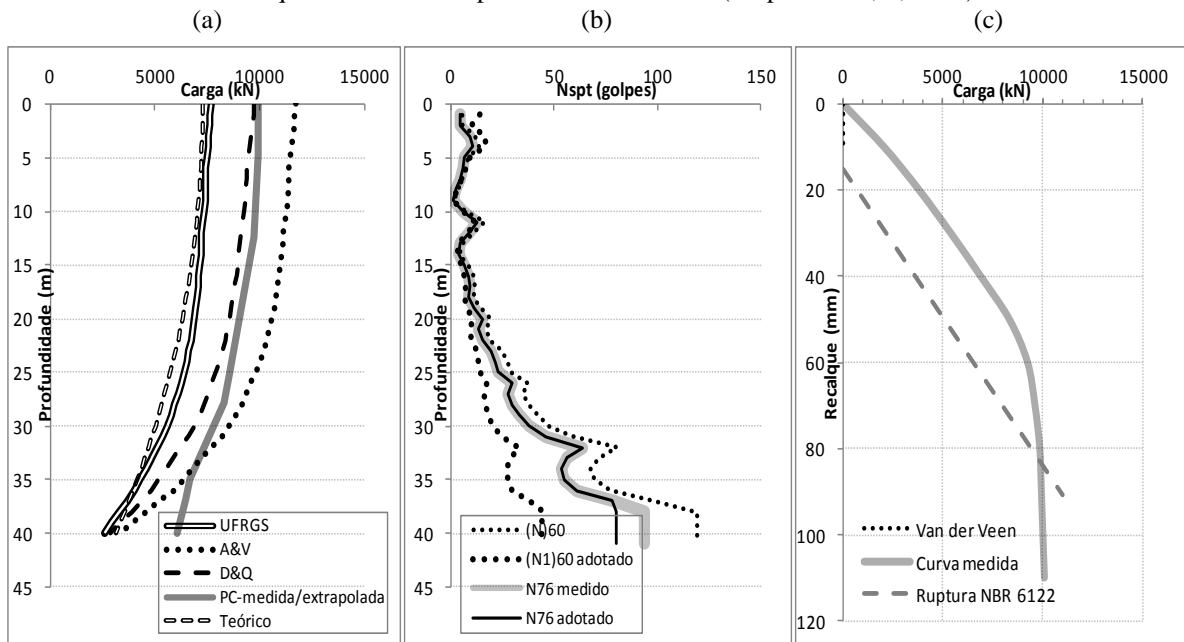 (a)
(b)
(c)
0 5000 10000 15000
Carga (kN)
0
5
10
15
20
25
30
35
40
45
Profundidade (m)
UFRGS
A&V
D&Q
PC-medida/extrapolada
Teórico
0 50 100 150
Nspt (golpes)
0
5
10
15
20
25
30
35
40
45
Profundidade (m)
(N)60
(N1)60 adotado
N76 medido
N76 adotado
0 5000 10000 15000
Carga (kN)
0
20
40
60
80
100
120
Recalque (mm)
Van der Veen
Curva medida
Ruptura NBR 6122